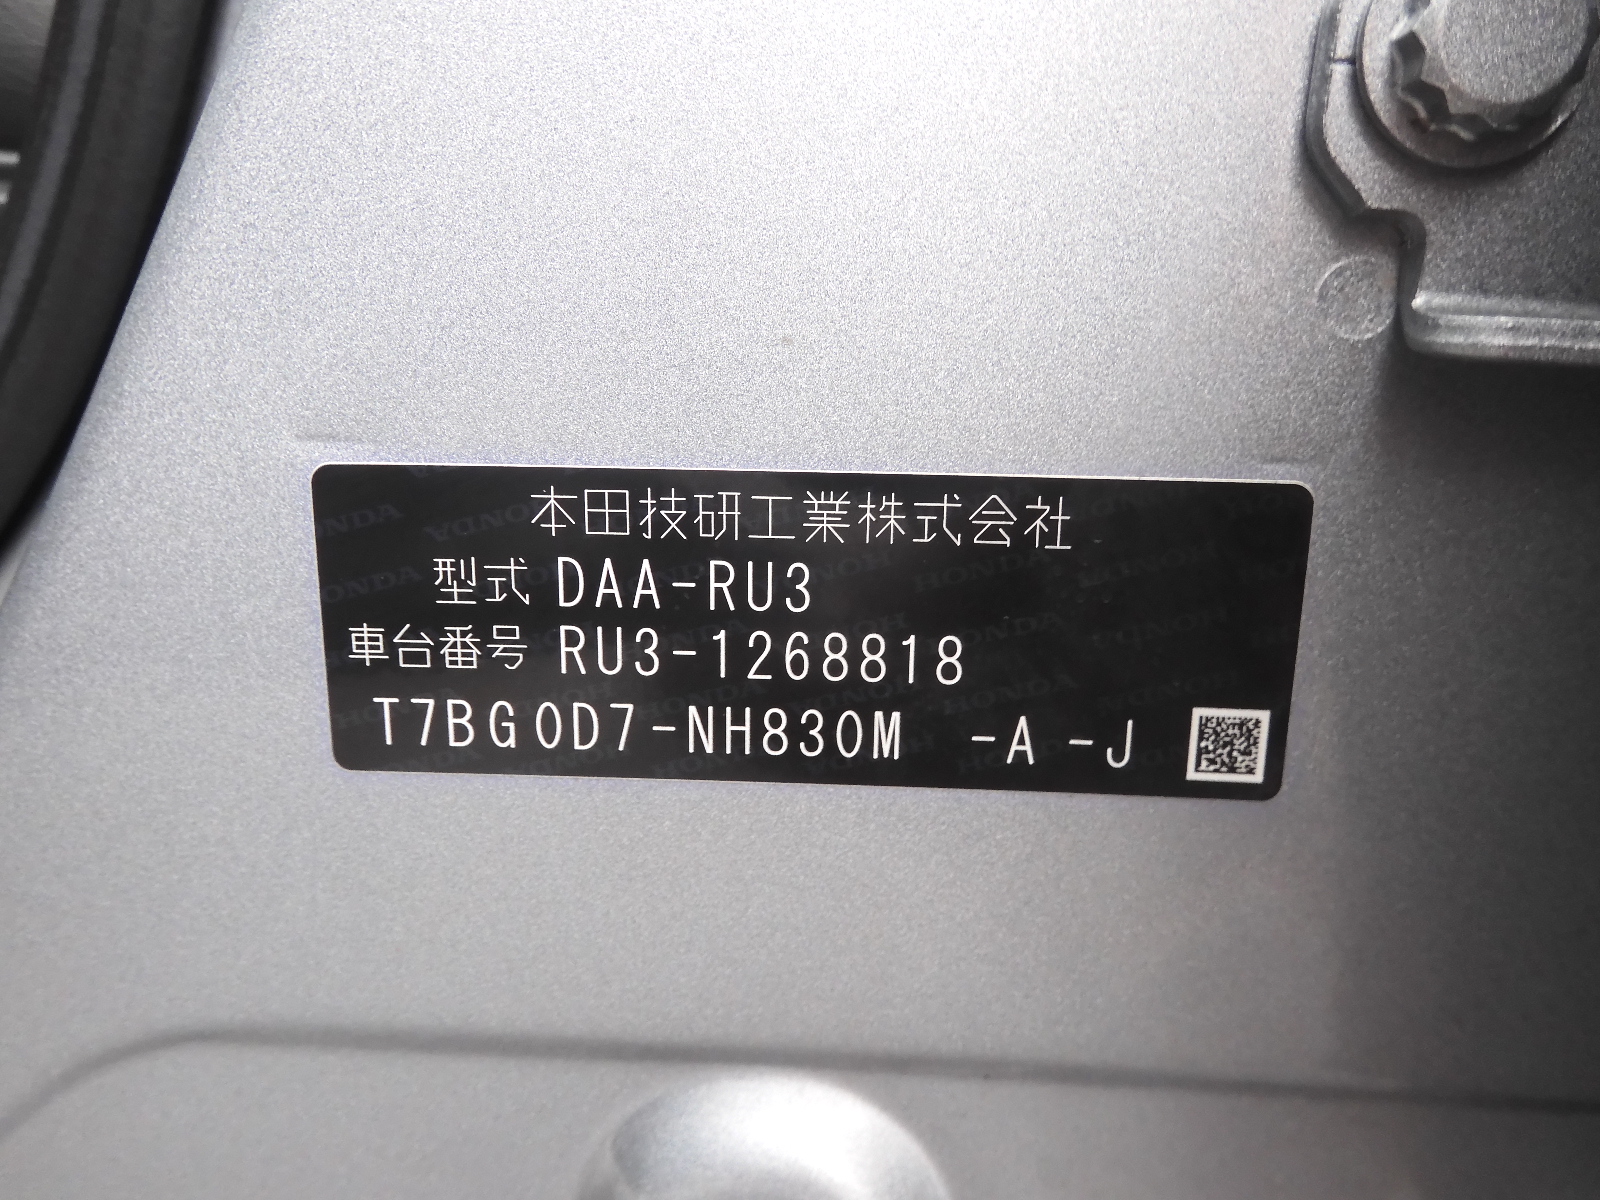 本田技研工業株式会社
型式 DAA-RU3
車台番号 RU3-1268818
T7BG0D7-NH830M -A -J